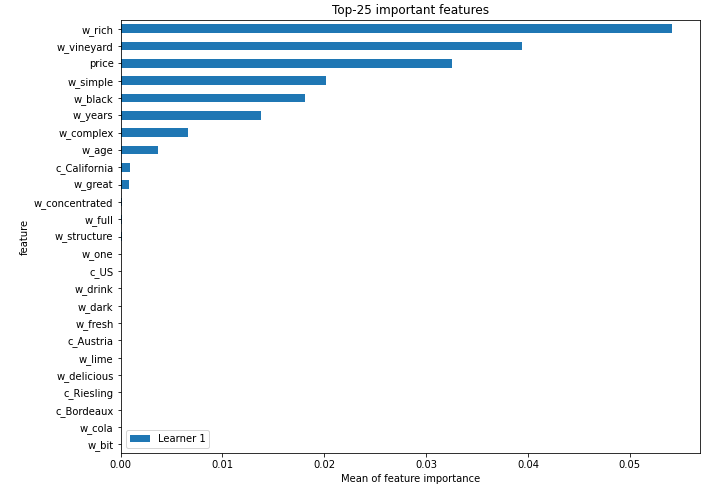 Top-25 important features
w_rich
w_vineyard
price
w_simple
w_black
w_years
w_complex
w_age
c_California
w_great
w_concentrated
w_full
w_structure
w_one
c_US
w_drink
w_dark
w_fresh
c_Austria
w_lime
w_delicious
c_Riesling
c_Bordeaux
w_cola
w_bit
feature
Learner 1
0.00 0.01 0.02 0.03 0.04 0.05
Mean of feature importance